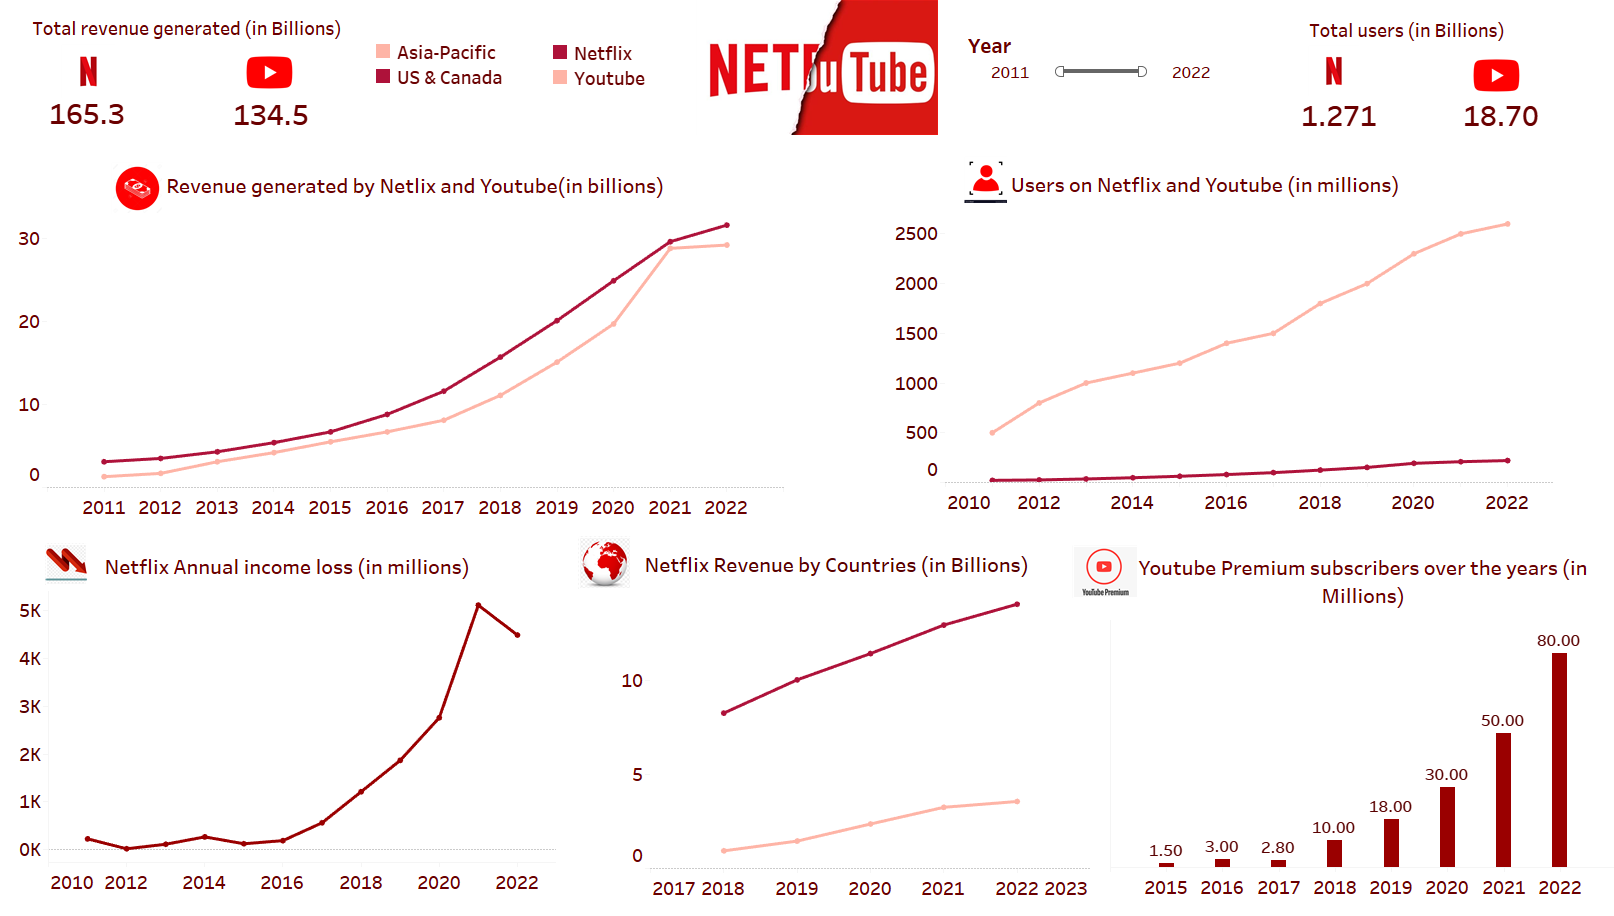 Total revenue generated (in Billions)
N
165.3
134.5
Asia-Pacific
US & Canada
Netflix
Youtube
NETF
ouTube
Year
2011
2022
Total users (in Billions)
N
1.271
18.70
Revenue generated by Netlix and Youtube(in billions)
30
20
10
0
2011 2012 2013 2014 2015 2016 2017 2018 2019 2020 2021 2022
Users on Netflix and Youtube (in millions)
2500
2000
1500
1000
500
0
2010 2012 2014 2016 2018 2020 2022
Netflix Annual income loss (in millions)
5K
4K
3K
2K
1K
0K
2010 2012 2014 2016 2018 2020 2022
Netflix Revenue by Countries (in Billions)
10
5
0
2017 2018 2019 2020 2021 2022 2023
YouTube Premium
Youtube Premium subscribers over the years (in
Millions)
1.50
3.00
2.80
10.00
18.00
30.00
50.00
80.00
2015 2016 2017 2018 2019 2020 2021 2022